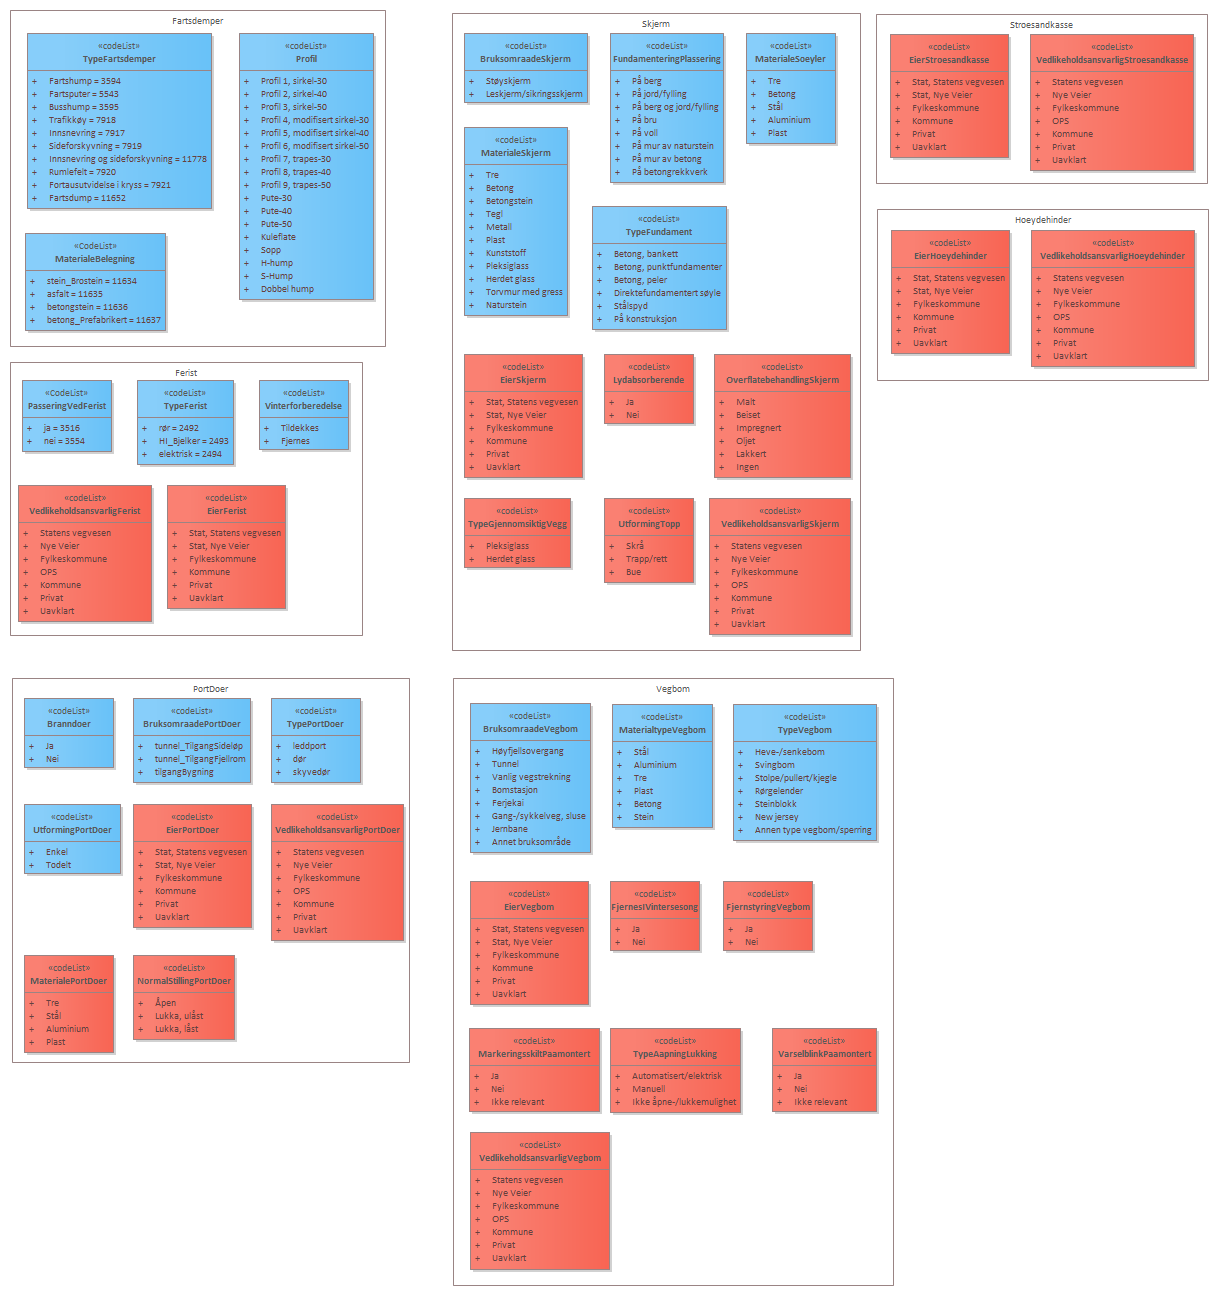 Fartsdemper
«codeList»
TypeFartsdemper
+ Fartshump = 3594
+ Fartsputer = 5543
+ Busshump = 3595
+ Trafikkøy = 7918
+ Innsnevring = 7917
+ Sideforskyvning = 7919
+ Innsnevring og sideforskyvning = 11778
+ Rumlefelt = 7920
+ Fortausutvidelse i kryss = 7921
+ Fartsdump = 11652
«codeList»
Profil
+ Profil 1, sirkel-30
+ Profil 2, sirkel-40
+ Profil 3, sirkel-50
+ Profil 4, modifisert sirkel-30
+ Profil 5, modifisert sirkel-40
+ Profil 6, modifisert sirkel-50
+ Profil 7, trapes-30
+ Profil 8, trapes-40
+ Profil 9, trapes-50
+ Pute-30
+ Pute-40
+ Pute-50
+ Kuleflate
+ Sopp
+ H-hump
+ S-Hump
+ Dobbel hump
«CodeList»
MaterialeBelegning
+ stein_Brostein = 11634
+ asfalt = 11635
+ betongstein = 11636
+ betong_Prefabrikert = 11637
Ferist
«CodeList»
PasseringVedFerist
+ ja = 3516
+ nei = 3554
«codeList»
TypeFerist
+ rør = 2492
+ HI_Bjelker = 2493
+ elektrisk = 2494
«codeList»
Vinterforberedelse
+ Tildekkes
+ Fjernes
«codeList»
VedlikeholdsansvarligFerist
+ Statens vegvesen
+ Nye Veier
+ Fylkeskommune
+ OPS
+ Kommune
+ Privat
+ Uavklart
«codeList»
EierFerist
+ Stat, Statens vegvesen
+ Stat, Nye Veier
+ Fylkeskommune
+ Kommune
+ Privat
+ Uavklart
Skjerm
«codeList»
BruksomraadeSkjerm
+ Støyskjerm
+ Leskjerm/sikringsskjerm
«codeList»
FundamenteringPlassering
+ På berg
+ På jord/fylling
+ På berg og jord/fylling
+ På bru
+ På voll
+ På mur av naturstein
+ På mur av betong
+ På betongrekkverk
«codeList»
MaterialeSoeyler
+ Tre
+ Betong
+ Stål
+ Aluminium
+ Plast
«codeList»
MaterialeSkjerm
+ Tre
+ Betong
+ Betongstein
+ Tegl
+ Metall
+ Plast
+ Kunststoff
+ Pleksiglass
+ Herdet glass
+ Torvmur med gress
+ Naturstein
«codeList»
TypeFundament
+ Betong, bankett
+ Betong, punktfundamenter
+ Betong, peler
+ Direktefundamentert søyle
+ Stålspyd
+ På konstruksjon
«codeList»
EierSkjerm
+ Stat, Statens vegvesen
+ Stat, Nye Veier
+ Fylkeskommune
+ Kommune
+ Privat
+ Uavklart
«codeList»
Lydabsorberende
+ Ja
+ Nei
«codeList»
OverflatebehandlingSkjerm
+ Malt
+ Beiset
+ Impregnert
+ Oljet
+ Lakkert
+ Ingen
«codeList»
TypeGjennomsiktigVegg
+ Pleksiglass
+ Herdet glass
«codeList»
UtformingTopp
+ Skrå
+ Trapp/rett
+ Bue
«codeList»
VedlikeholdsansvarligSkjerm
+ Statens vegvesen
+ Nye Veier
+ Fylkeskommune
+ OPS
+ Kommune
+ Privat
+ Uavklart
Stroesandkasse
«codeList»
EierStroesandkasse
+ Stat, Statens vegvesen
+ Stat, Nye Veier
+ Fylkeskommune
+ Kommune
+ Privat
+ Uavklart
«codeList»
VedlikeholdsansvarligStroesandkasse
+ Statens vegvesen
+ Nye Veier
+ Fylkeskommune
+ OPS
+ Kommune
+ Privat
+ Uavklart
Hoeydehinder
«codeList»
EierHoeydehinder
+ Stat, Statens vegvesen
+ Stat, Nye Veier
+ Fylkeskommune
+ Kommune
+ Privat
+ Uavklart
«codeList»
VedlikeholdsansvarligHoeydehinder
+ Statens vegvesen
+ Nye Veier
+ Fylkeskommune
+ OPS
+ Kommune
+ Privat
+ Uavklart
PortDoer
«codeList»
Branndoer
+ Ja
+ Nei
«codeList»
BruksomraadePortDoer
+ tunnel_TilgangSideløp
+ tunnel_TilgangFjellrom
+ tilgangBygning
«codeList»
TypePortDoer
+ leddport
+ dør
+ skyvedør
«codeList»
UtformingPortDoer
+ Enkel
+ Todelt
«codeList»
EierPortDoer
+ Stat, Statens vegvesen
+ Stat, Nye Veier
+ Fylkeskommune
+ Kommune
+ Privat
+ Uavklart
«codeList»
VedlikeholdsansvarligPortDoer
+ Statens vegvesen
+ Nye Veier
+ Fylkeskommune
+ OPS
+ Kommune
+ Privat
+ Uavklart
«codeList»
MaterialePortDoer
+ Tre
+ Stål
+ Aluminium
+ Plast
«codeList»
NormalStillingPortDoer
+ Åpen
+ Lukka, ulåst
+ Lukka, låst
Vegbom
«codeList»
BruksomraadeVegbom
+ Høyfjellsovergang
+ Tunnel
+ Vanlig vegstrekning
+ Bomstasjon
+ Ferjekai
+ Gang-/sykkelveg, sluse
+ Jernbane
+ Annet bruksområde
«codeList»
MaterialtypeVegbom
+ Stål
+ Aluminium
+ Tre
+ Plast
+ Betong
+ Stein
«codeList»
TypeVegbom
+ Heve-/senkebom
+ Svingbom
+ Stolpe/pullert/kjegle
+ Rørgelender
+ Steinblokk
+ New jersey
+ Annen type vegbom/sperring
«codeList»
EierVegbom
+ Stat, Statens vegvesen
+ Stat, Nye Veier
+ Fylkeskommune
+ Kommune
+ Privat
+ Uavklart
«codeList»
FjernesIVintersesong
+ Ja
+ Nei
«codeList»
FjernstyringVegbom
+ Ja
+ Nei
«codeList»
MarkeringsskiltPaamontert
+ Ja
+ Nei
+ Ikke relevant
«codeList»
TypeAapningLukking
+ Automatisert/elektrisk
+ Manuell
+ Ikke åpne-/lukkemulighet
«codeList»
VarselblinkPaamontert
+ Ja
+ Nei
+ Ikke relevant
«codeList»
VedlikeholdsansvarligVegbom
+ Statens vegvesen
+ Nye Veier
+ Fylkeskommune
+ OPS
+ Kommune
+ Privat
+ Uavklart